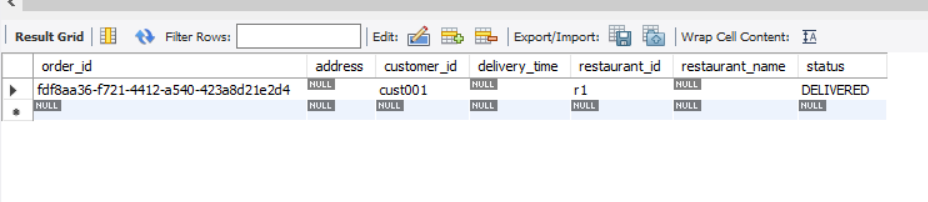 Result Grid Filter Rows: Edit: Export/Import: Wrap Cell Content:
order_id address customer_id delivery_time restaurant_id restaurant_name status
fdf8aa36-f721-4412-a540-423a8d21e2d4 NULL cust001 NULL r1 NULL DELIVERED
NULL NULL NULL NULL NULL NULL NULL